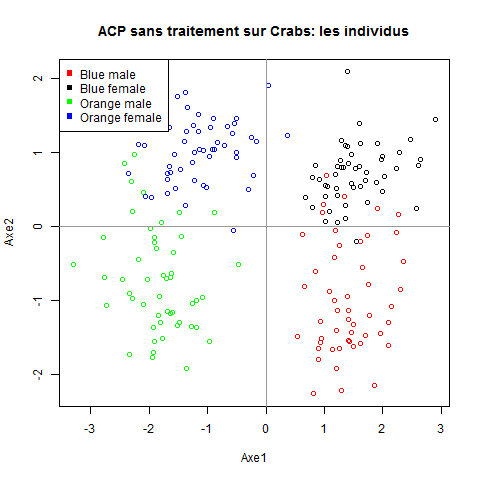 ACP sans traitement sur Crabs: les individus
Blue male
Blue female
Orange male
Orange female
Axe2
2
1
0
-1
-2
-3
-2
-1
0
1
2
3
Axe1